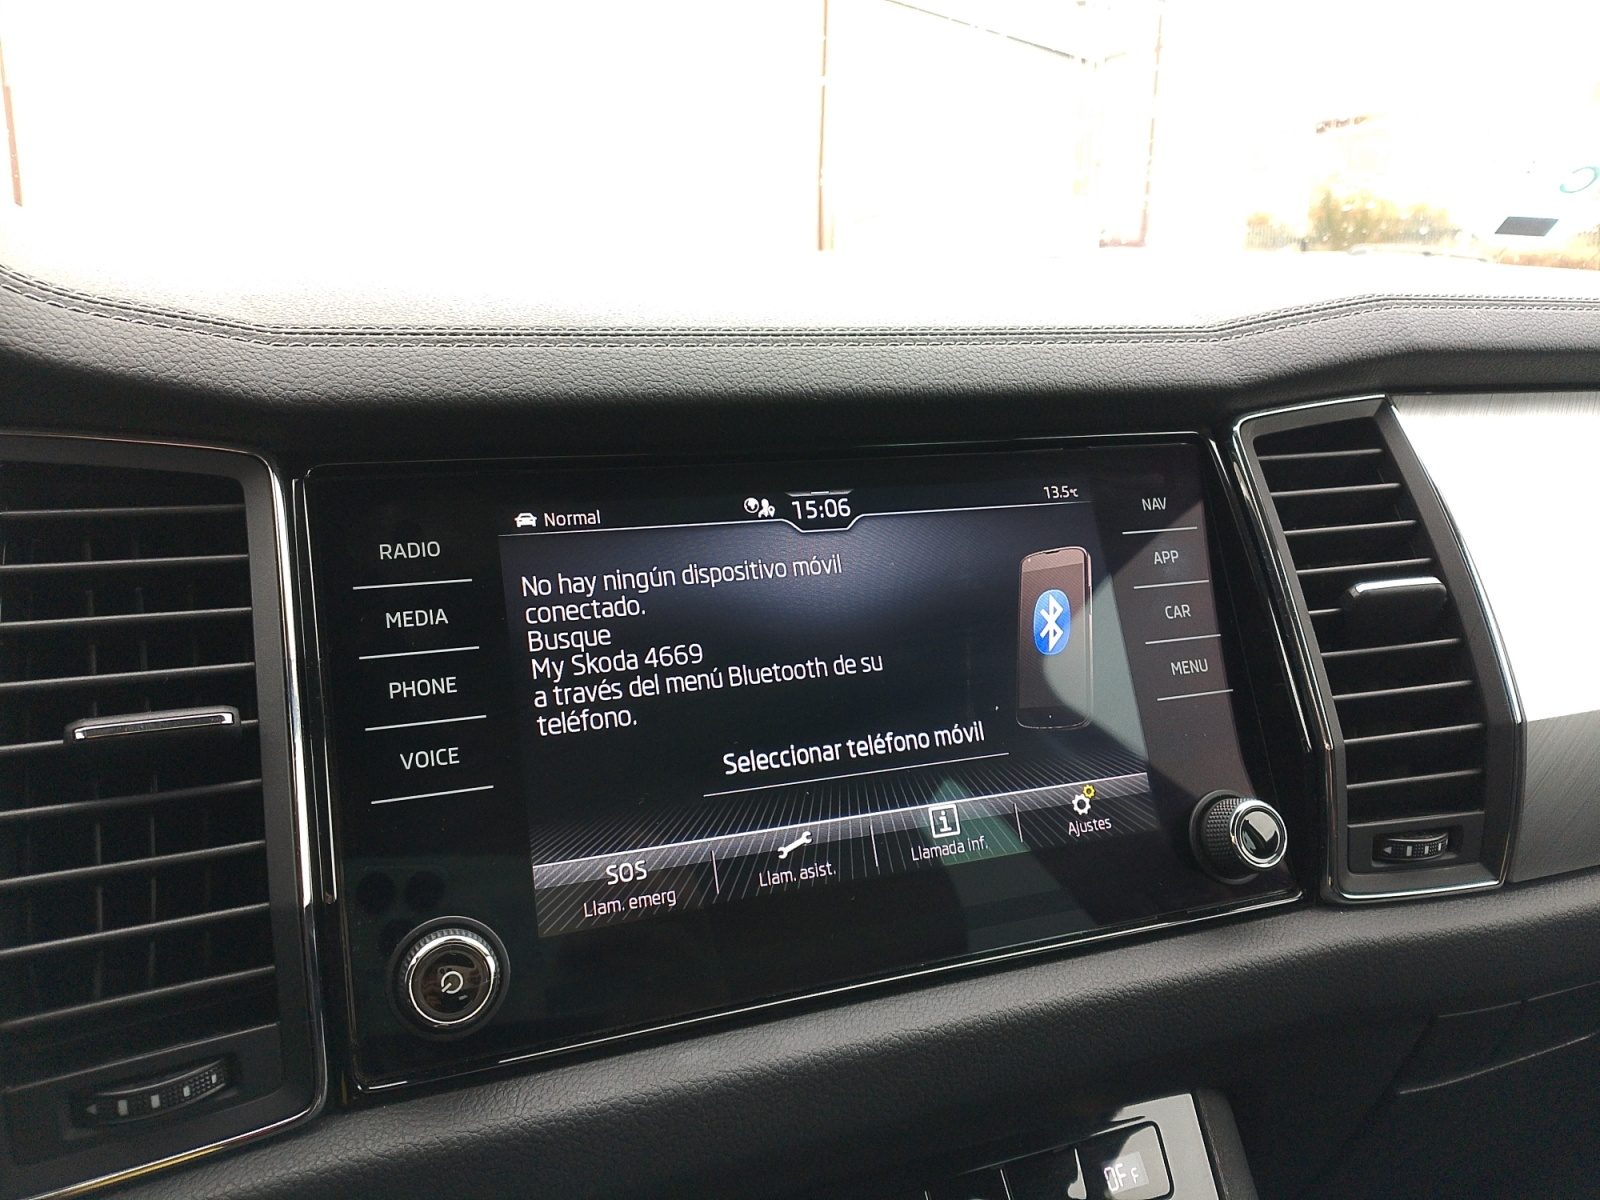 Normal
15:06
13.5°C
RADIO
MEDIA
PHONE
VOICE
No hay ningún dispositivo móvil
conectado.
Busque
My Skoda 4669
a través del menú Bluetooth de su
teléfono.
Seleccionar teléfono móvil
SOS
Llam. emerg
Llam. asist.
i
Llamada inf.
Ajustes
NAV
APP
CAR
MENU
OFF